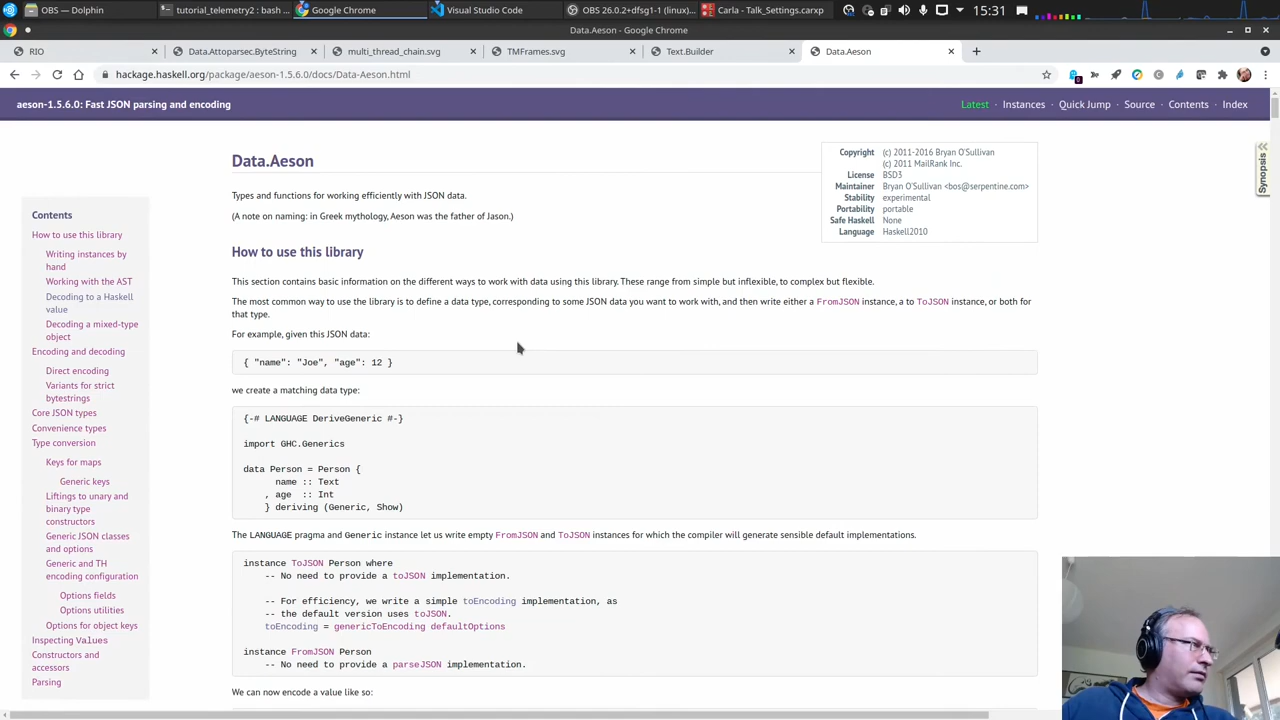 OBS — Dolphin
tutorial_telemetry2: bash ...
Google Chrome
Visual Studio Code
OBS 26.0.2+dfsg1-1 (linux)...
Carla - Talk_Settings.carxp
15:31
Data.Aeson - Google Chrome
RIO
Data.Attoparsec.ByteString
multi_thread_chain.svg
TMFrames.svg
Text.Builder
Data.Aeson
hackage.haskell.org/package/aeson-1.5.6.0/docs/Data-Aeson.html
aeson-1.5.6.0: Fast JSON parsing and encoding
Latest · Instances · Quick Jump · Source · Contents · Index
Synopsis
Data.Aeson
Copyright (c) 2011-2016 Bryan O'Sullivan
(c) 2011 MailRank Inc.
License BSD3
Maintainer Bryan O'Sullivan <bos@serpentine.com>
Stability experimental
Portability portable
Safe Haskell None
Language Haskell2010
Types and functions for working efficiently with JSON data.
(A note on naming: in Greek mythology, Aeson was the father of Jason.)
Contents
How to use this library
Writing instances by
hand
Working with the AST
Decoding to a Haskell
value
Decoding a mixed-type
object
Encoding and decoding
Direct encoding
Variants for strict
bytestrings
Core JSON types
Convenience types
Type conversion
Keys for maps
Generic keys
Liftings to unary and
binary type
constructors
Generic JSON classes
and options
Generic and TH
encoding configuration
Options fields
Options utilities
Options for object keys
Inspecting Values
Constructors and
accessors
Parsing
How to use this library
This section contains basic information on the different ways to work with data using this library. These range from simple but inflexible, to complex but flexible.
The most common way to use the library is to define a data type, corresponding to some JSON data you want to work with, and then write either a FromJSON instance, a to ToJSON instance, or both for
that type.
For example, given this JSON data:
{ "name": "Joe", "age": 12 }
we create a matching data type:
{-# LANGUAGE DeriveGeneric #-}
import GHC.Generics
data Person = Person {
name :: Text
, age :: Int
} deriving (Generic, Show)
The LANGUAGE pragma and Generic instance let us write empty FromJSON and ToJSON instances for which the compiler will generate sensible default implementations.
instance ToJSON Person where
-- No need to provide a toJSON implementation.
-- For efficiency, we write a simple toEncoding implementation, as
-- the default version uses toJSON.
toEncoding = genericToEncoding defaultOptions
instance FromJSON Person
-- No need to provide a parseJSON implementation.
We can now encode a value like so: